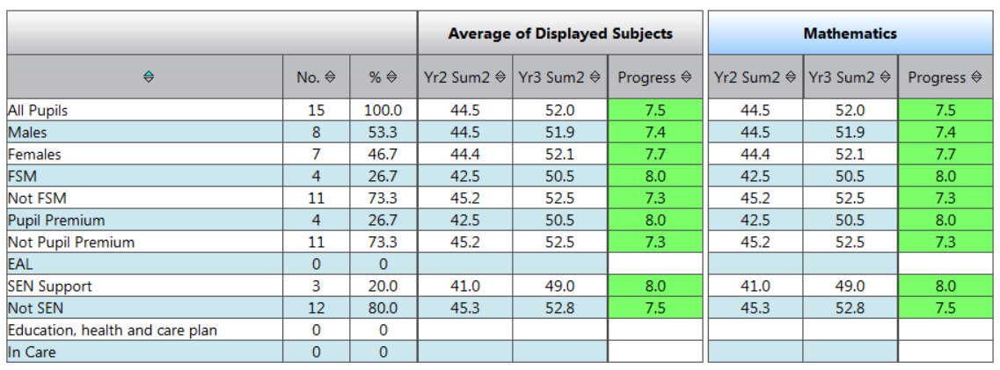 Average of Displayed Subjects Mathematics
No. % Yr2 Sum2 Yr3 Sum2 Progress Yr2 Sum2 Yr3 Sum2 Progress
All Pupils 15 100.0 44.5 52.0 7.5 44.5 52.0 7.5
Males 8 53.3 44.5 51.9 7.4 44.5 51.9 7.4
Females 7 46.7 44.4 52.1 7.7 44.4 52.1 7.7
FSM 4 26.7 42.5 50.5 8.0 42.5 50.5 8.0
Not FSM 11 73.3 45.2 52.5 7.3 45.2 52.5 7.3
Pupil Premium 4 26.7 42.5 50.5 8.0 42.5 50.5 8.0
Not Pupil Premium 11 73.3 45.2 52.5 7.3 45.2 52.5 7.3
EAL 0 0
SEN Support 3 20.0 41.0 49.0 8.0 41.0 49.0 8.0
Not SEN 12 80.0 45.3 52.8 7.5 45.3 52.8 7.5
Education, health and care plan 0 0
In Care 0 0